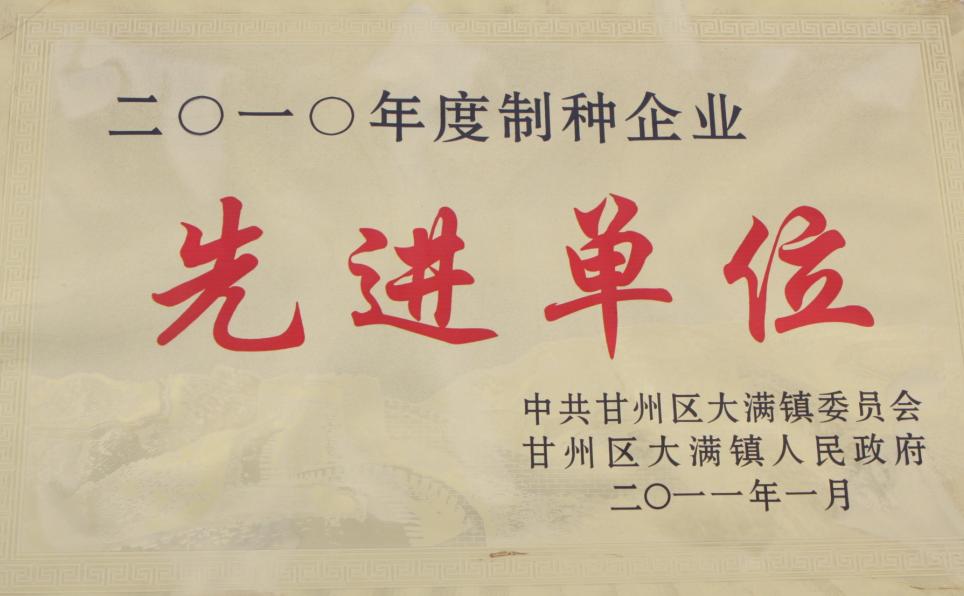 二〇一〇年度制种企业
先进单位
中共甘州区大满镇委员会
甘州区大满镇人民政府
二〇一一年一月